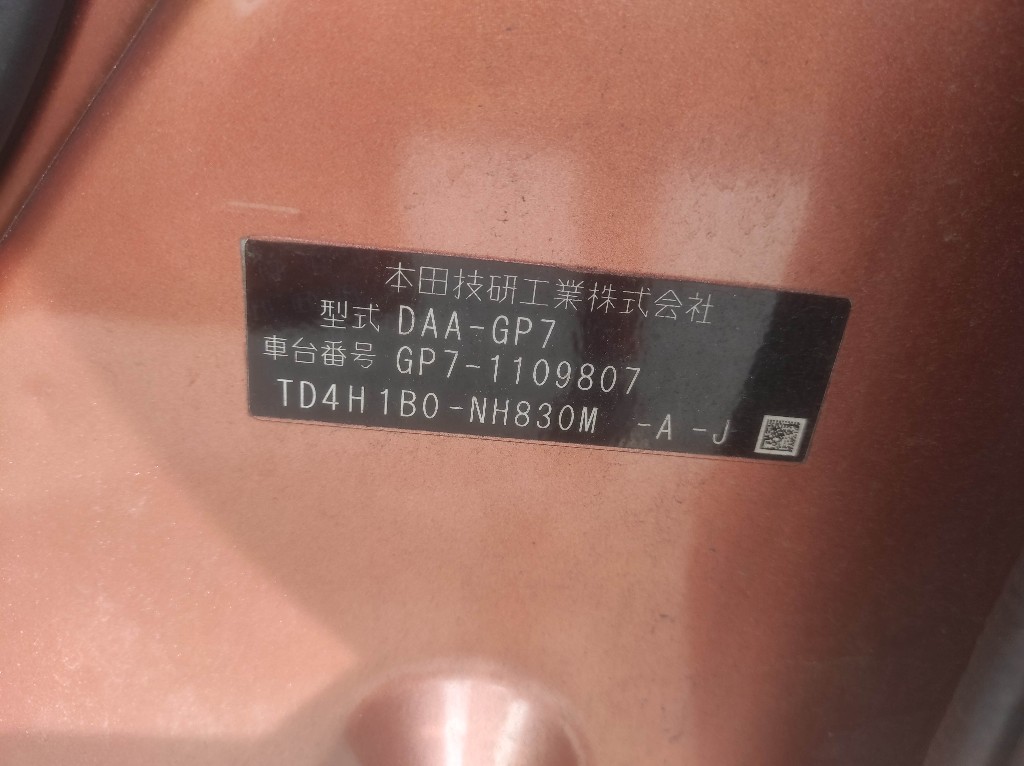 本田技研工業株式会社
型式 DAA-GP7
車台番号 GP7-1109807
TD4H1B0-NH830M -A -J